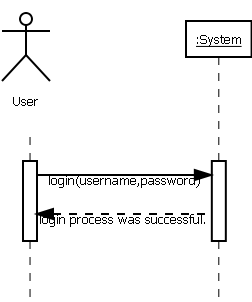 :System
User
login(username,password)
login process was successful.